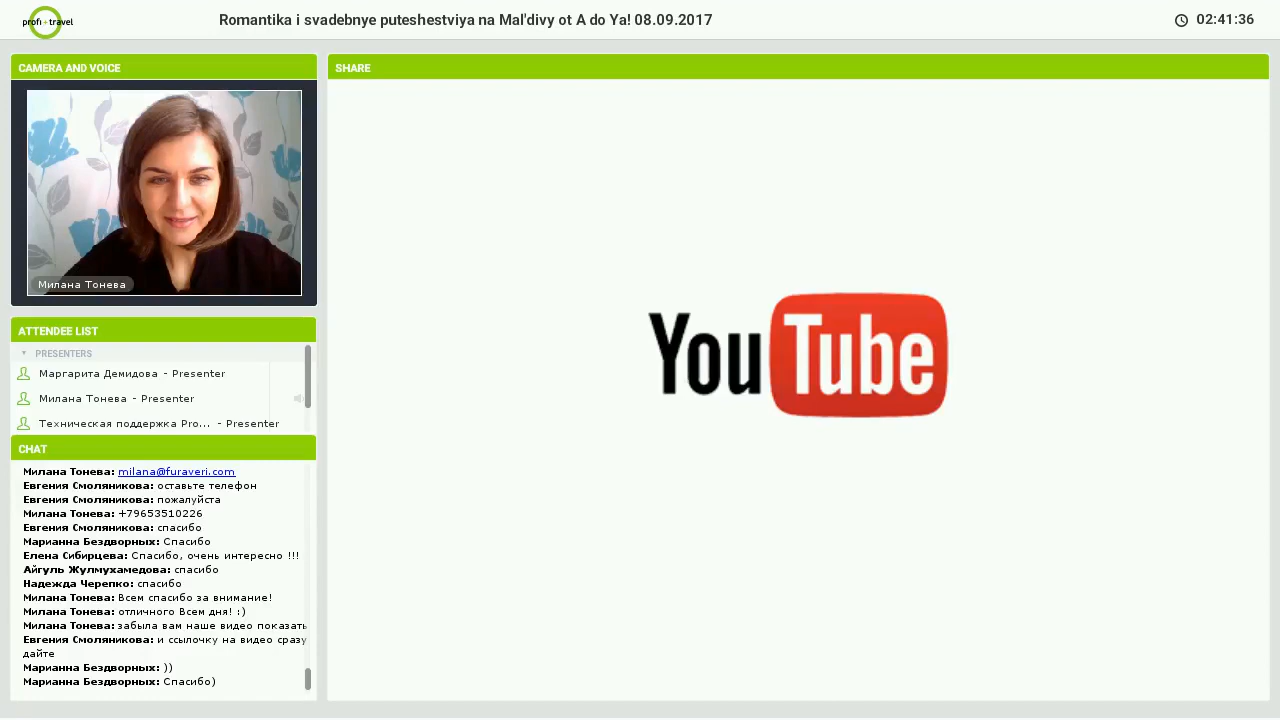 profi travel
Romantika i svadebnye puteshestviya na Mal'divy ot A do Ya! 08.09.2017
02:41:36
CAMERA AND VOICE
Милана Тонева
ATTENDEE LIST
PRESENTERS
Маргарита Демидова - Presenter
Милана Тонева - Presenter
Техническая поддержка Pro... - Presenter
CHAT
Милана Тонева: milana@furaveri.com
Евгения Смоляникова: оставьте телефон
Евгения Смоляникова: пожалуйста
Милана Тонева: +79653510226
Евгения Смоляникова: спасибо
Марианна Бездворных: Спасибо
Елена Сибирцева: Спасибо, очень интересно !!!
Айгуль Жулмухамедова: спасибо
Надежда Черепко: спасибо
Милана Тонева: Всем спасибо за внимание!
Милана Тонева: отличного Всем дня! :)
Милана Тонева: забыла вам наше видео показать
Евгения Смоляникова: и ссылочку на видео сразу
дайте
Марианна Бездворных: ))
Марианна Бездворных: Спасибо)
SHARE
YouTube